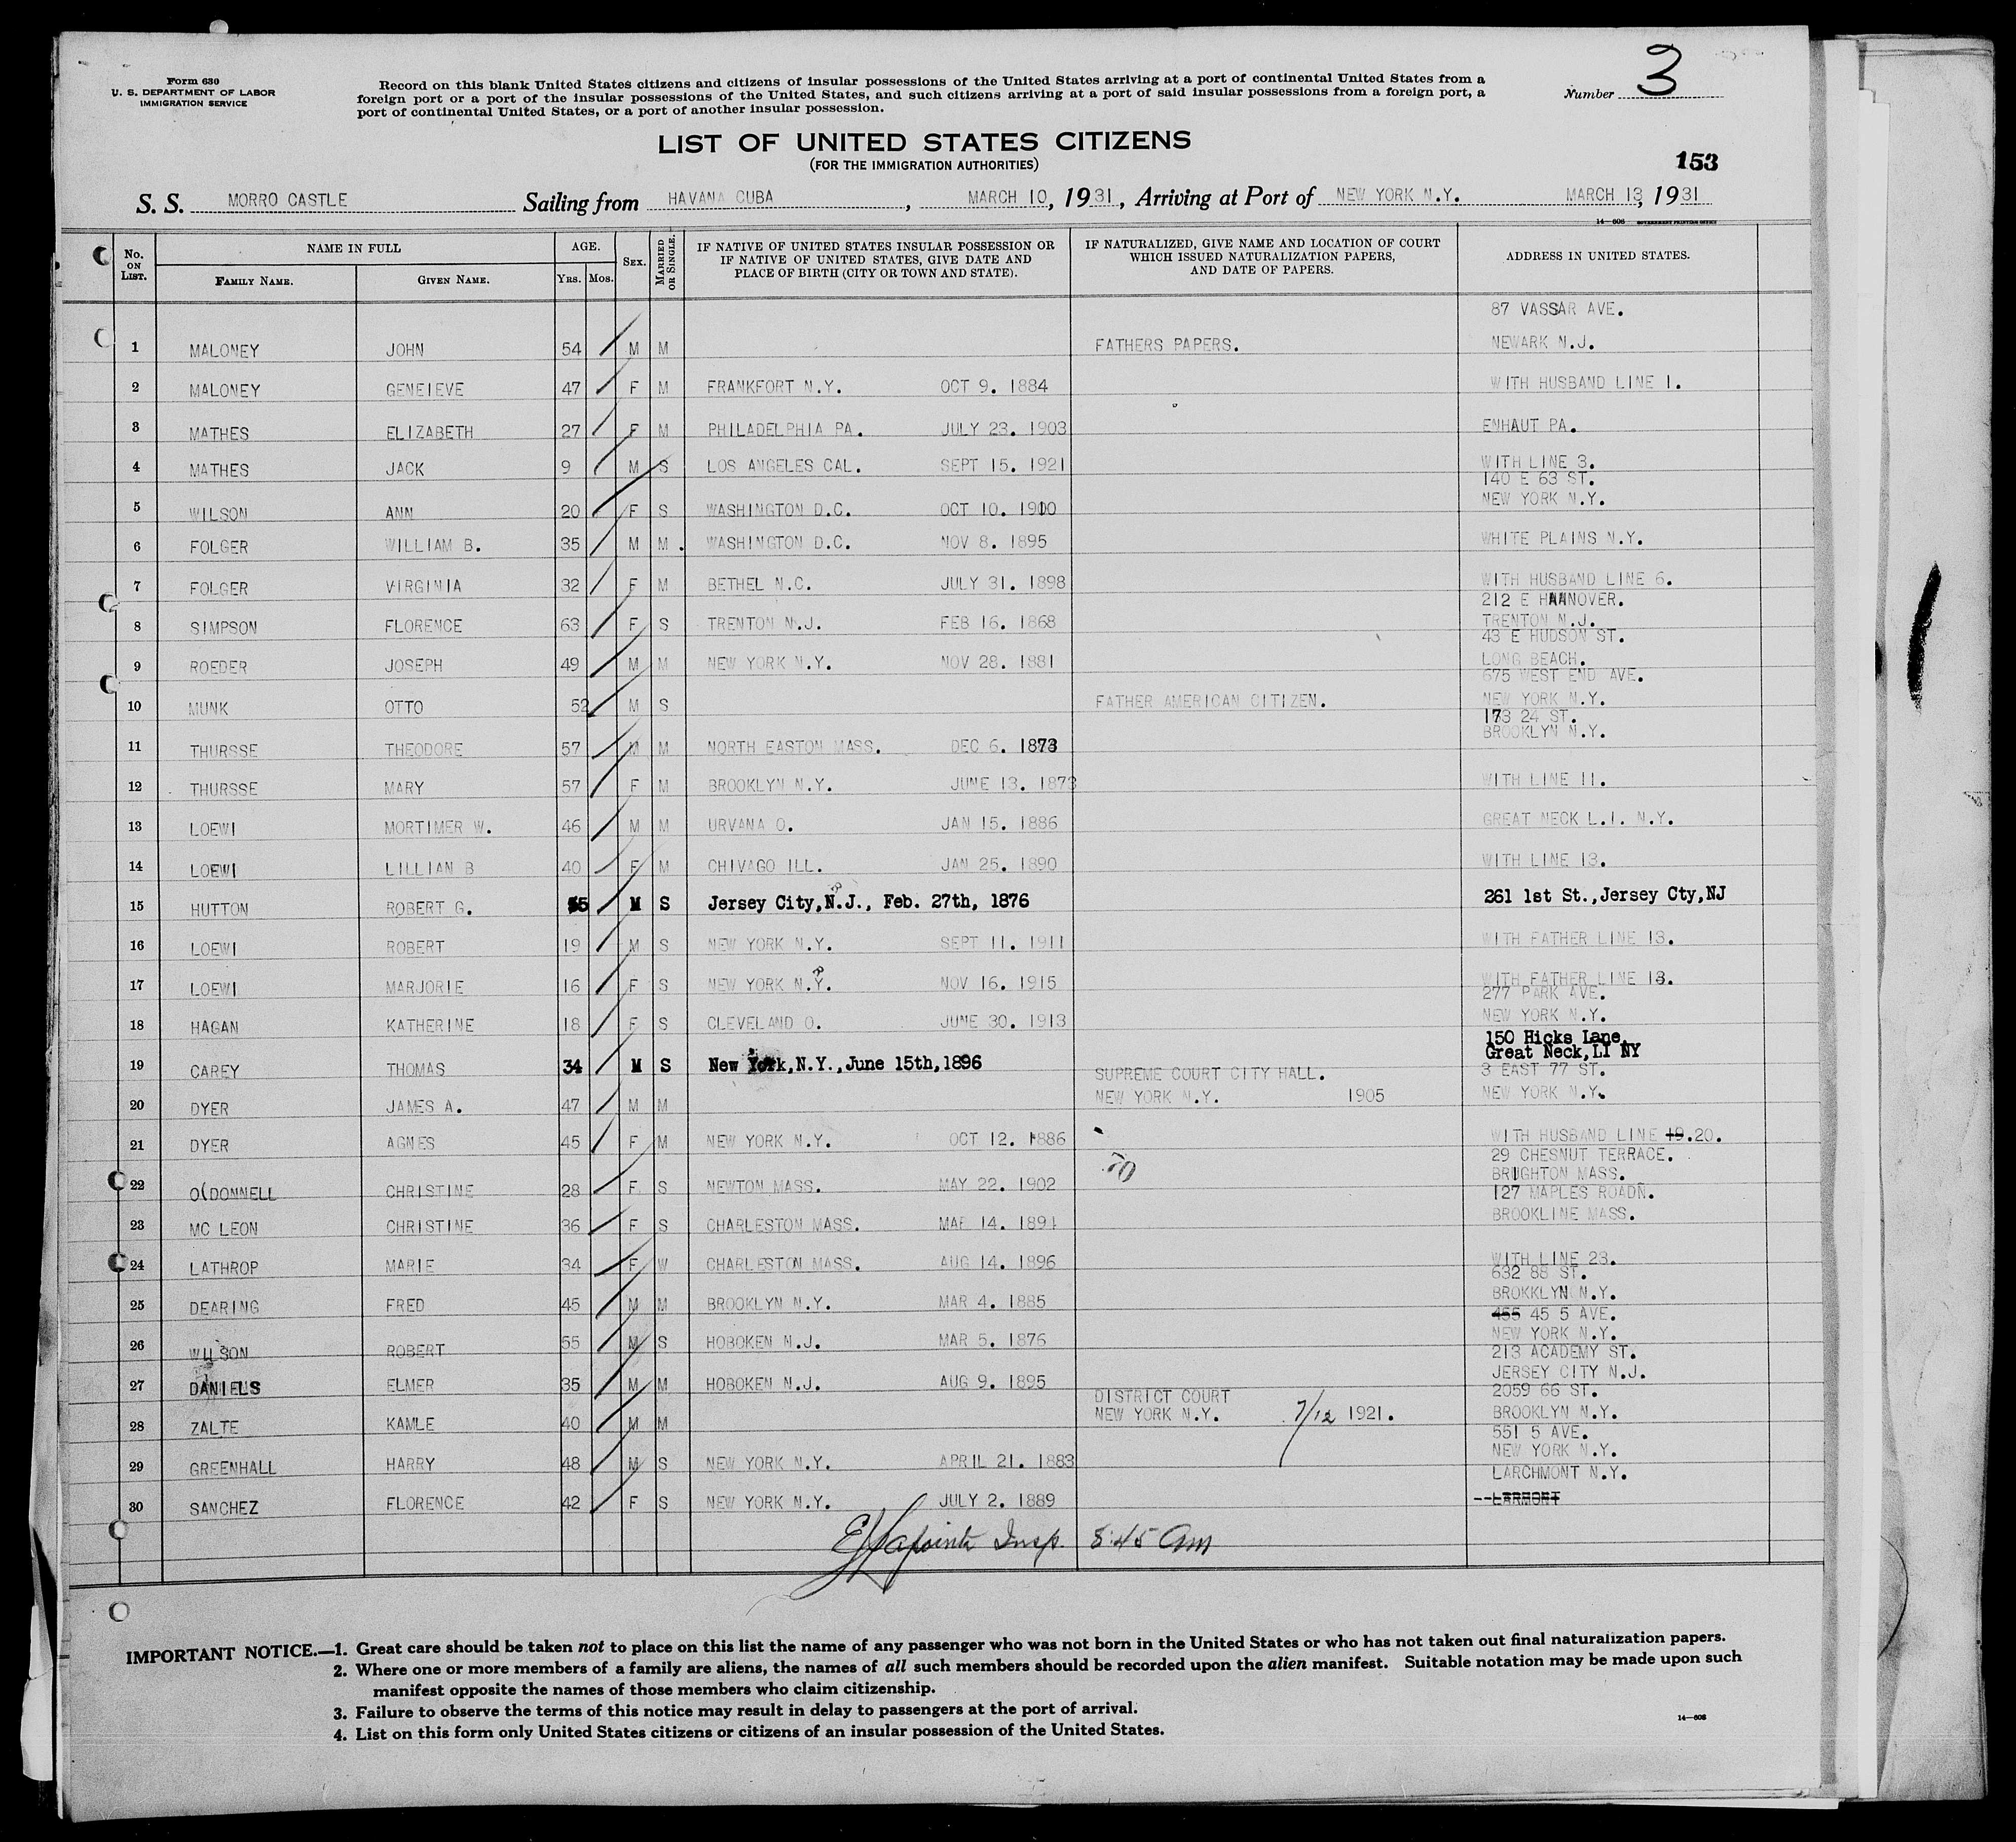 Form 630
U. S. DEPARTMENT OF LABOR
IMMIGRATION SERVICE
Record on this blank United States citizens and citizens of insular possessions of the United States arriving at a port of continental United States from a
foreign port or a port of the insular possessions of the United States, and such citizens arriving at a port of said insular possessions from a foreign port, a
port of continental United States, or a port of another insular possession.
Number 3
LIST OF UNITED STATES CITIZENS
(FOR THE IMMIGRATION AUTHORITIES)
153
S. S. MORRO CASTLE Sailing from HAVANA CUBA, MARCH 10, 1931, Arriving at Port of NEW YORK N.Y. MARCH 13, 1931
14—608 GOVERNMENT PRINTING OFFICE
No. ON LIST. NAME IN FULL AGE. SEX. MARRIED OR SINGLE. IF NATIVE OF UNITED STATES INSULAR POSSESSION OR IF NATIVE OF UNITED STATES, GIVE DATE AND PLACE OF BIRTH (CITY OR TOWN AND STATE). IF NATURALIZED, GIVE NAME AND LOCATION OF COURT WHICH ISSUED NATURALIZATION PAPERS, AND DATE OF PAPERS. ADDRESS IN UNITED STATES.
FAMILY NAME. GIVEN NAME. YRS. MOS.
87 VASSAR AVE.
1 MALONEY JOHN 54 M M FATHERS PAPERS. NEWARK N.J.
2 MALONEY GENEIEVE 47 F M FRANKFORT N.Y. OCT 9. 1884 WITH HUSBAND LINE 1.
3 MATHES ELIZABETH 27 F M PHILADELPHIA PA. JULY 23. 1903 ENHAUT PA.
4 MATHES JACK 9 M S LOS ANGELES CAL. SEPT 15. 1921 WITH LINE 3.
140 E 63 ST.
5 WILSON ANN 20 F S WASHINGTON D.C. OCT 10. 1910 NEW YORK N.Y.
6 FOLGER WILLIAM B. 35 M M. WASHINGTON D.C. NOV 8. 1895 WHITE PLAINS N.Y.
7 FOLGER VIRGINIA 32 F M BETHEL N.C. JULY 31. 1898 WITH HUSBAND LINE 6.
212 E HANNOVER.
8 SIMPSON FLORENCE 63 F S TRENTON N.J. FEB 16. 1868 TRENTON N.J.
43 E HUDSON ST.
9 ROEDER JOSEPH 49 M M NEW YORK N.Y. NOV 28. 1881 LONG BEACH.
675 WEST END AVE.
10 MUNK OTTO 52 M S FATHER AMERICAN CITIZEN. NEW YORK N.Y.
173 24 ST.
11 THURSSE THEODORE 57 M M NORTH EASTON MASS. DEC 6. 1873 BROOKLYN N.Y.
12 THURSSE MARY 57 F M BROOKLYN N.Y. JUNE 13. 1873 WITH LINE 11.
13 LOEWI MORTIMER W. 46 M M URVANA O. JAN 15. 1886 GREAT NECK L.I. N.Y.
14 LOEWI LILLIAN B 40 F M CHIVAGO ILL. JAN 25. 1890 WITH LINE 13.
15 HUTTON ROBERT G. 55 M S Jersey City, N.J., Feb. 27th, 1876 261 1st St., Jersey Cty, NJ
16 LOEWI ROBERT 19 M S NEW YORK N.Y. SEPT 11. 1911 WITH FATHER LINE 13.
17 LOEWI MARJORIE 16 F S NEW YORK N.Y. NOV 16. 1915 WITH FATHER LINE 13.
277 PARK AVE.
18 HAGAN KATHERINE 18 F S CLEVELAND O. JUNE 30. 1913 NEW YORK N.Y.
150 Hicks Lane,
19 CAREY THOMAS 34 M S New York, N.Y., June 15th, 1896 Great Neck, LI NY
SUPREME COURT CITY HALL. 3 EAST 77 ST.
20 DYER JAMES A. 47 M M NEW YORK N.Y. 1905 NEW YORK N.Y.
21 DYER AGNES 45 F M NEW YORK N.Y. OCT 12. 1886 WITH HUSBAND LINE 19.20.
29 CHESNUT TERRACE.
BRIGHTON MASS.
22 O(DONNELL CHRISTINE 28 F S NEWTON MASS. MAY 22. 1902
127 MAPLES ROADN.
23 MC LEON CHRISTINE 36 F S CHARLESTON MASS. MAE 14. 1894 BROOKLINE MASS.
24 LATHROP MARIE 34 F W CHARLESTON MASS. AUG 14. 1896 WITH LINE 23.
632 88 ST.
25 DEARING FRED 45 M M BROOKLYN N.Y. MAR 4. 1885 BROKKLYN N.Y.
455 45 5 AVE.
26 WILSON ROBERT 55 M S HOBOKEN N.J. MAR 5. 1876 NEW YORK N.Y.
213 ACADEMY ST.
27 DANIELS ELMER 35 M M HOBOKEN N.J. AUG 9. 1895 JERSEY CITY N.J.
DISTRICT COURT 2059 66 ST.
28 ZALTE KAMLE 40 M M NEW YORK N.Y. 7/12 1921. BROOKLYN N.Y.
551 5 AVE.
29 GREENHALL HARRY 48 M S NEW YORK N.Y. APRIL 21. 1883 NEW YORK N.Y.
LARCHMONT N.Y.
30 SANCHEZ FLORENCE 42 F S NEW YORK N.Y. JULY 2. 1889 --LARMONT
Lapointe Insp. 8:45 am
IMPORTANT NOTICE.—1. Great care should be taken not to place on this list the name of any passenger who was not born in the United States or who has not taken out final naturalization papers.
2. Where one or more members of a family are aliens, the names of all such members should be recorded upon the alien manifest. Suitable notation may be made upon such
manifest opposite the names of those members who claim citizenship.
3. Failure to observe the terms of this notice may result in delay to passengers at the port of arrival.
4. List on this form only United States citizens or citizens of an insular possession of the United States.
14—608